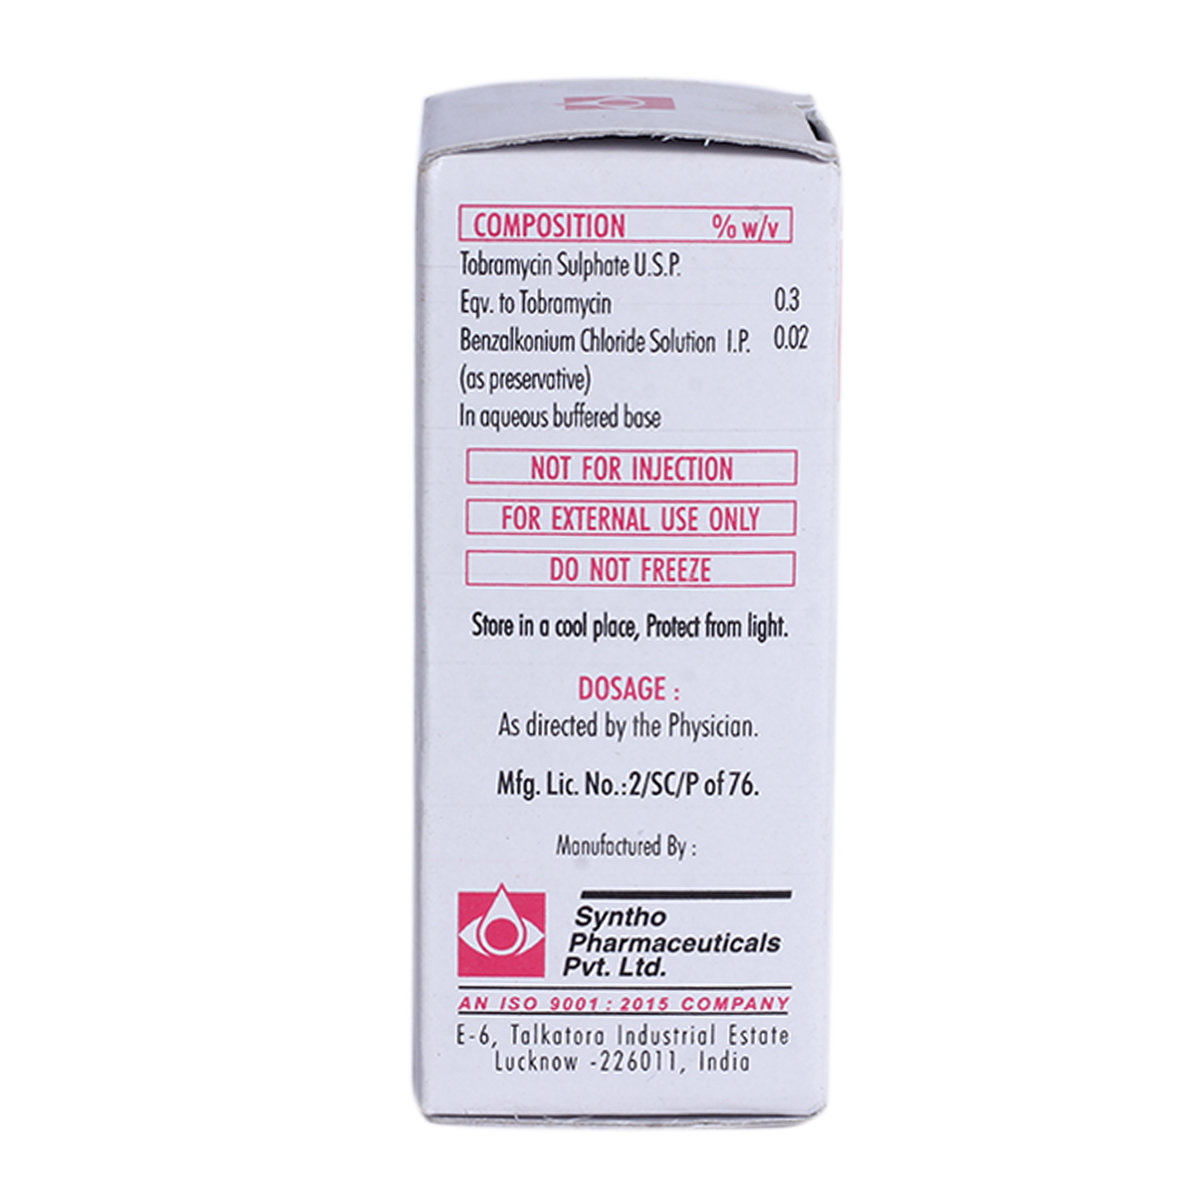 COMPOSITION % w/v
Tobramycin Sulphate U.S.P.
Eqv. to Tobramycin 0.3
Benzalkonium Chloride Solution I.P. 0.02
(as preservative)
In aqueous buffered base
NOT FOR INJECTION
FOR EXTERNAL USE ONLY
DO NOT FREEZE
Store in a cool place, Protect from light.
DOSAGE :
As directed by the Physician.
Mfg. Lic. No.:2/SC/P of 76.
Manufactured By :
Syntho
Pharmaceuticals
Pvt. Ltd.
AN ISO 9001 : 2015 COMPANY
E-6, Talkatora Industrial Estate
Lucknow -226011, India